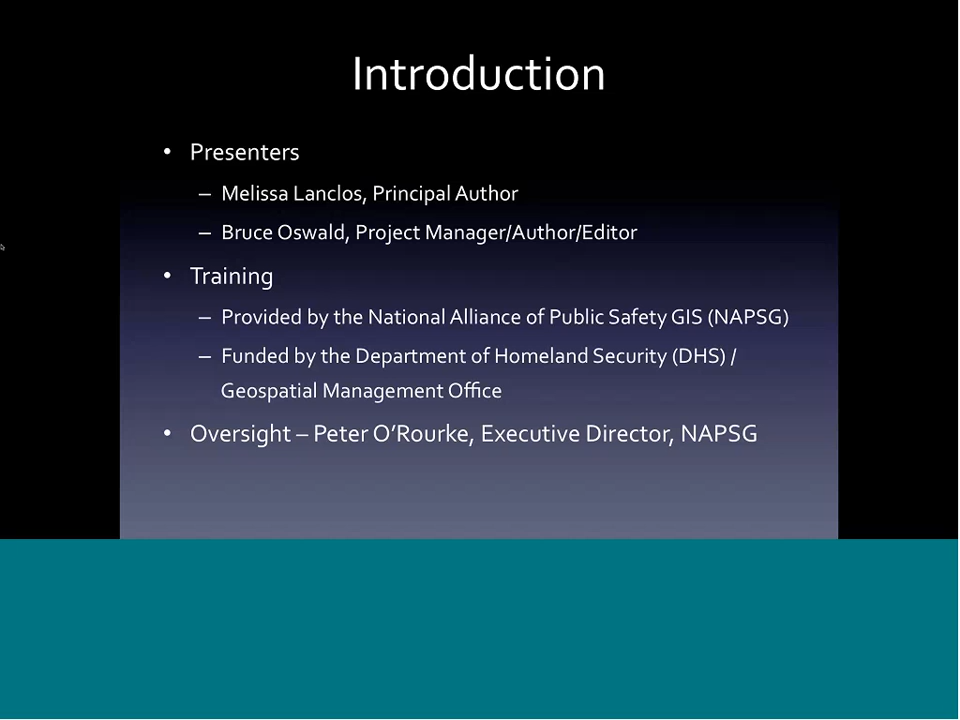 Introduction
• Presenters
– Melissa Lanclos, Principal Author
– Bruce Oswald, Project Manager/Author/Editor
• Training
– Provided by the National Alliance of Public Safety GIS (NAPSG)
– Funded by the Department of Homeland Security (DHS) /
Geospatial Management Office
• Oversight – Peter O’Rourke, Executive Director, NAPSG